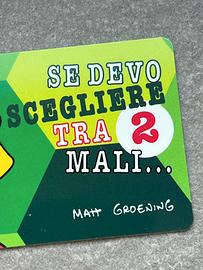 SE DEVO
SCEGLIERE
TRA 2
MALI...
MATT GROENING